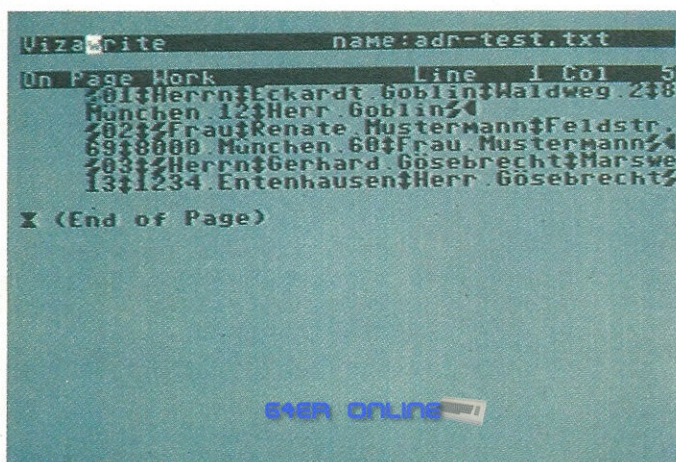 Vizawrite name:adr-test.txt
On Page Work Line 1 Col 5
01‡Herrn‡Eckardt.Goblin‡Waldweg.2‡8
München.12‡Herr.Goblin
02‡Frau‡Renate.Mustermann‡Feldstr.
69‡8000.München.60‡Frau.Mustermann
03‡Herrn‡Gerhard.Gösebrecht‡Marswe
13‡1234.Entenhausen‡Herr.Gösebrecht
(End of Page)
64ER ONLINE